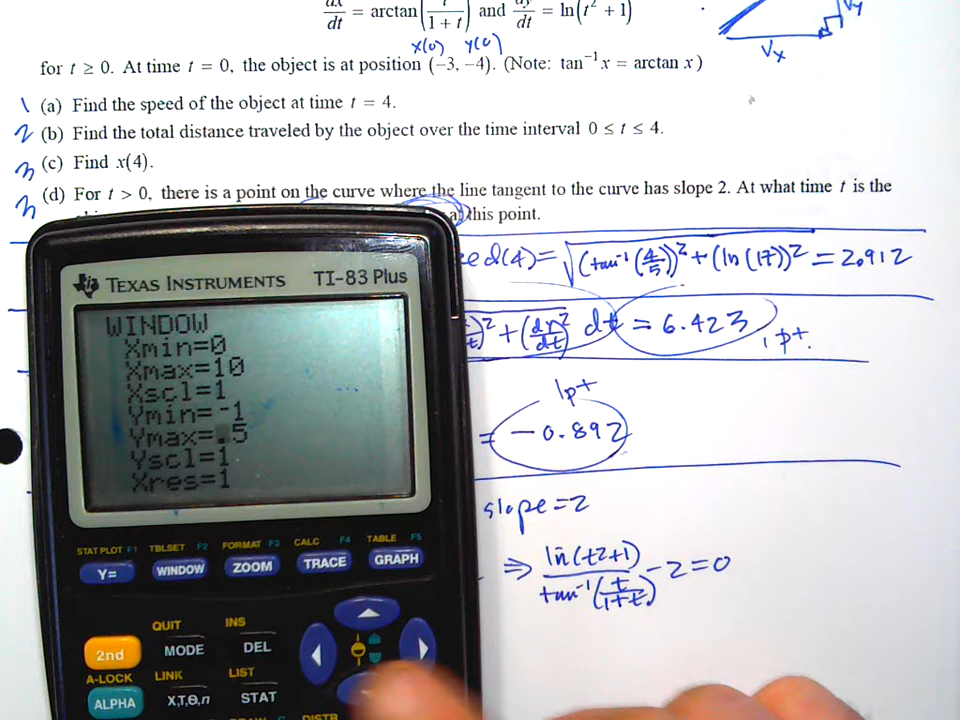 dx/dt = arctan(t/(1 + t)) and dy/dt = ln(t² + 1)
Vy
Vx
x(0) y(0)
for t ≥ 0. At time t = 0, the object is at position (−3, −4). (Note: tan⁻¹x = arctan x)
1 (a) Find the speed of the object at time t = 4.
2 (b) Find the total distance traveled by the object over the time interval 0 ≤ t ≤ 4.
3 (c) Find x(4).
3 (d) For t > 0, there is a point on the curve where the line tangent to the curve has slope 2. At what time t is the
at this point.
ed(4) = √((tan⁻¹(4/5))² + (ln(17))²) = 2.912
)² + (dy/dt)² dt = 6.423
1 pt.
1pt
= −0.892
slope=2
⇒ ln(t2+1)/tan⁻¹(t/1+t) −2=0
TEXAS INSTRUMENTS TI-83 Plus
WINDOW
Xmin=0
Xmax=10
Xscl=1
Ymin=-1
Ymax=.5
Yscl=1
Xres=1
STAT PLOT F1 TBLSET F2 FORMAT F3 CALC F4 TABLE F5
Y= WINDOW ZOOM TRACE GRAPH
QUIT INS
2nd MODE DEL
A-LOCK LINK LIST
ALPHA X,T,θ,n STAT
DISTR